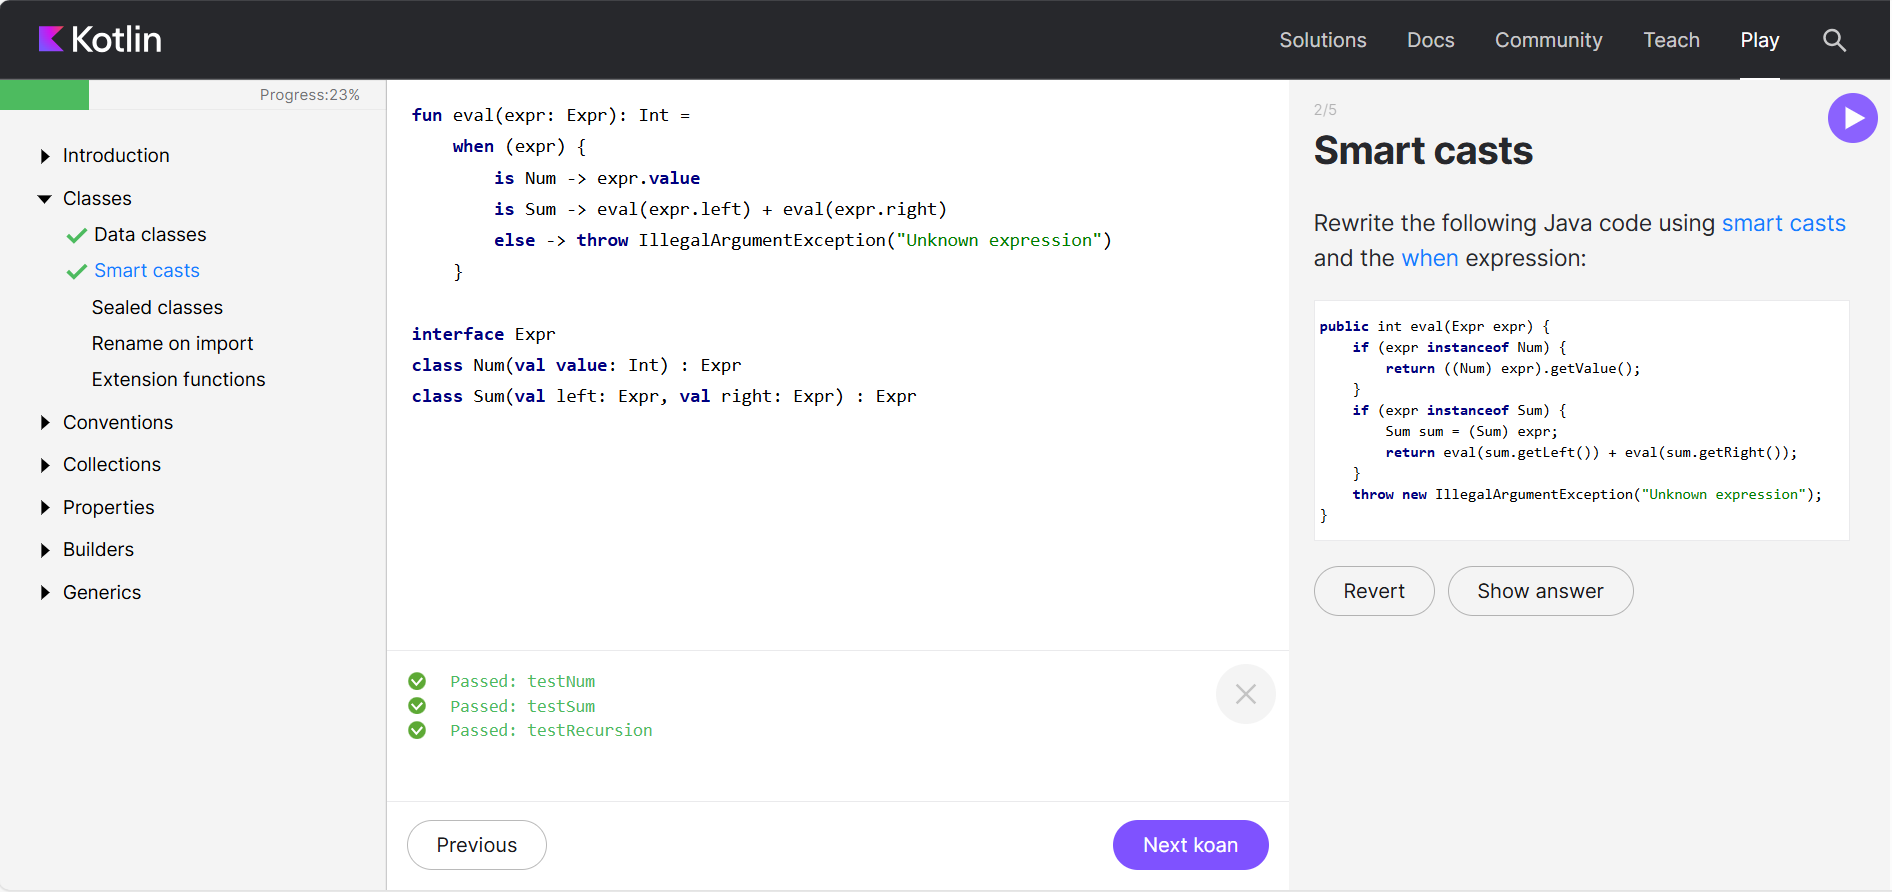 Kotlin
Solutions
Docs
Community
Teach
Play
Progress:23%
Introduction
Classes
Data classes
Smart casts
Sealed classes
Rename on import
Extension functions
Conventions
Collections
Properties
Builders
Generics
fun eval(expr: Expr): Int =
    when (expr) {
        is Num -> expr.value
        is Sum -> eval(expr.left) + eval(expr.right)
        else -> throw IllegalArgumentException("Unknown expression")
    }
interface Expr
class Num(val value: Int) : Expr
class Sum(val left: Expr, val right: Expr) : Expr
Passed: testNum
Passed: testSum
Passed: testRecursion
Previous
Next koan
2/5
Smart casts
Rewrite the following Java code using smart casts
and the when expression:
public int eval(Expr expr) {
    if (expr instanceof Num) {
        return ((Num) expr).getValue();
    }
    if (expr instanceof Sum) {
        Sum sum = (Sum) expr;
        return eval(sum.getLeft()) + eval(sum.getRight());
    }
    throw new IllegalArgumentException("Unknown expression");
}
Revert
Show answer